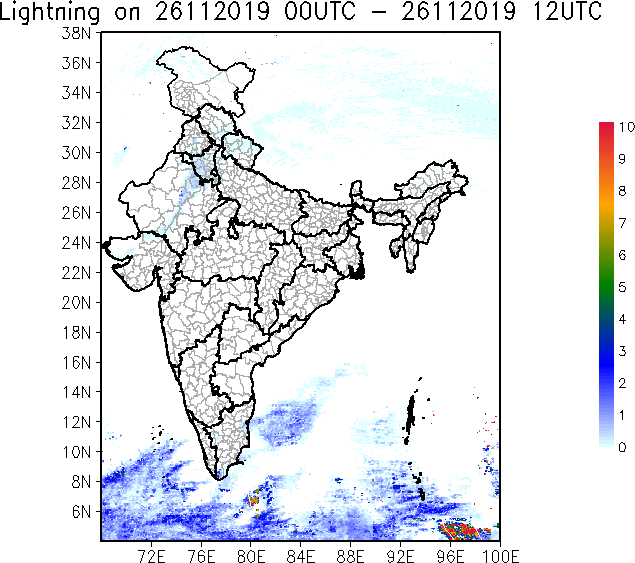 Lightning on 26112019 00UTC – 26112019 12UTC
38N
36N
34N
32N
30N
28N
26N
24N
22N
20N
18N
16N
14N
12N
10N
8N
6N
72E 76E 80E 84E 88E 92E 96E 100E
10
9
8
7
6
5
4
3
2
1
0